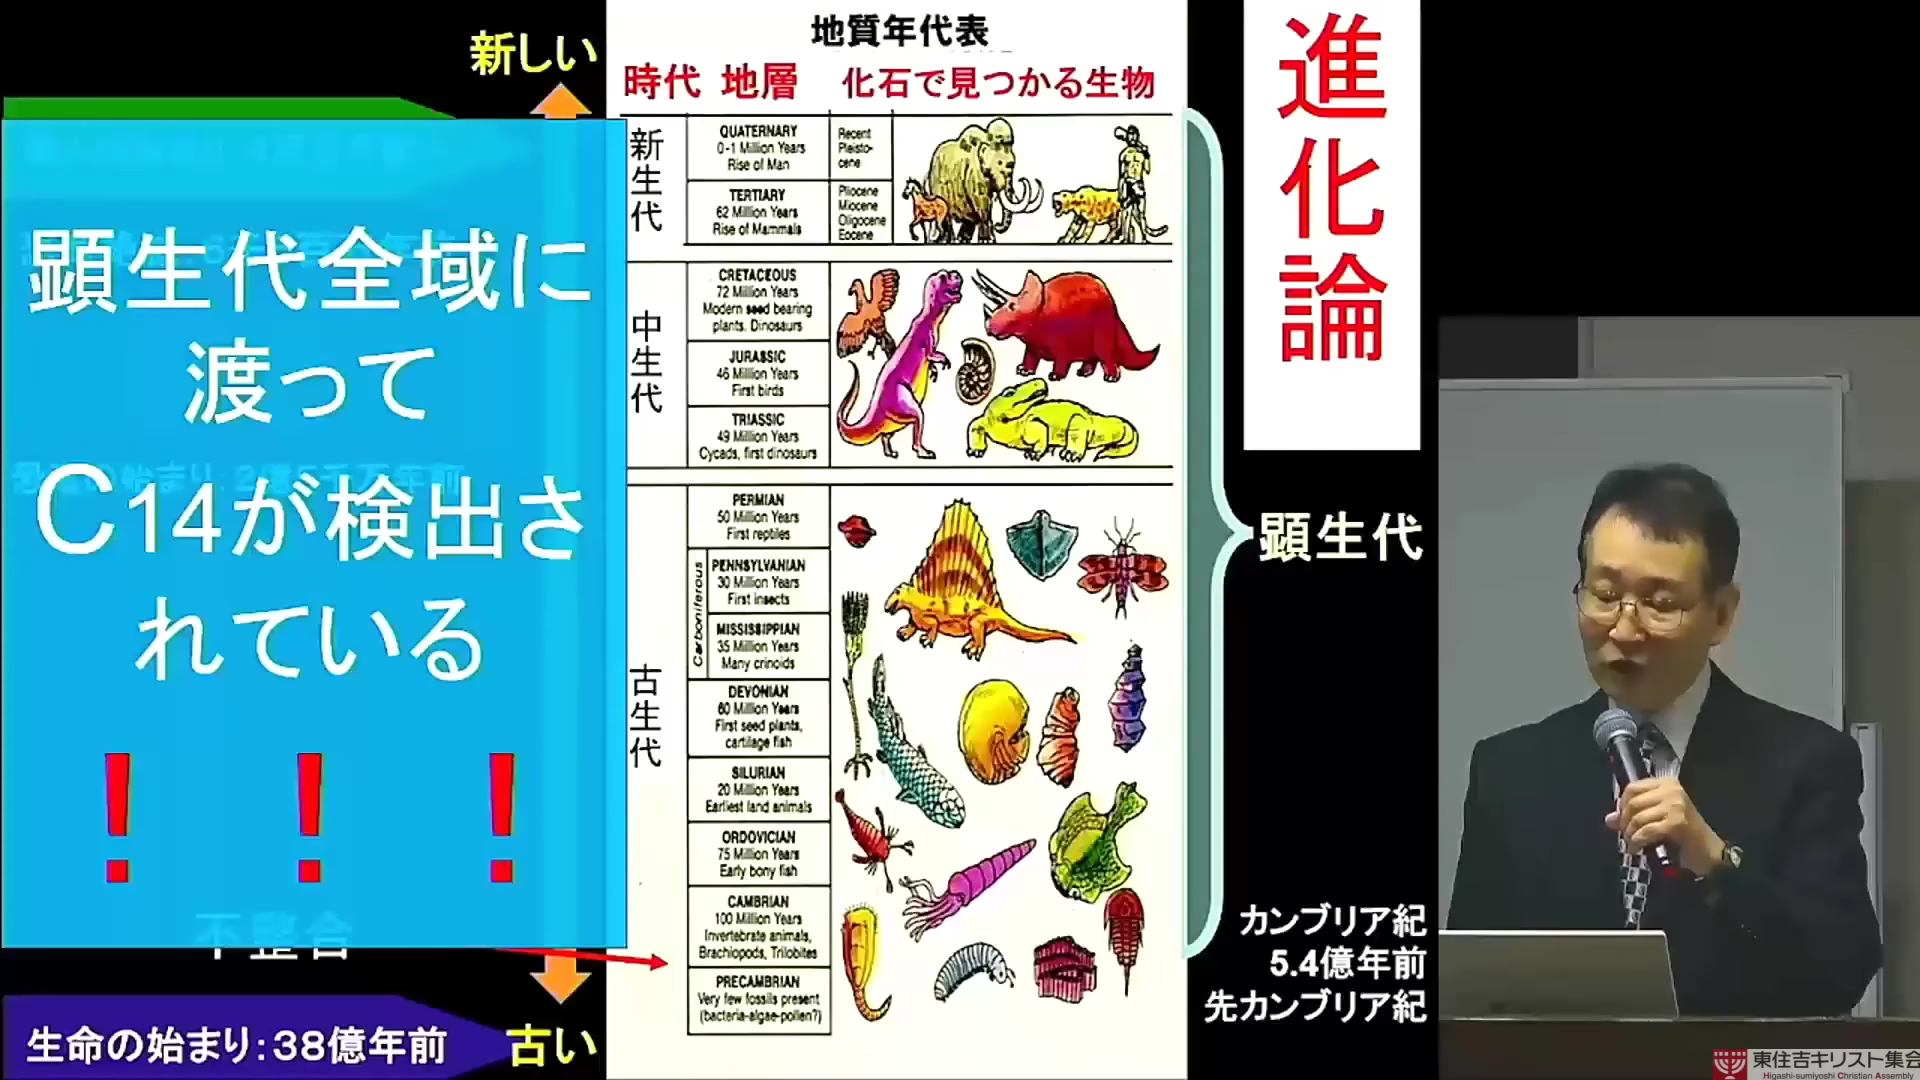 新しい
顕生代全域に
渡って
C14が検出さ
れている
! ! !
不整合
生命の始まり:38億年前
古い
地質年代表
時代 地層 化石で見つかる生物
新生代
QUATERNARY
0-1 Million Years
Rise of Man
Recent
Pleisto-
cene
TERTIARY
62 Million Years
Rise of Mammals
Pliocene
Miocene
Oligocene
Eocene
中生代
CRETACEOUS
72 Million Years
Modern seed bearing
plants. Dinosaurs
JURASSIC
46 Million Years
First birds
TRIASSIC
49 Million Years
Cycads, first dinosaurs
古生代
PERMIAN
50 Million Years
First reptiles
Carboniferous
PENNSYLVANIAN
30 Million Years
First insects
MISSISSIPPIAN
35 Million Years
Many crinoids
DEVONIAN
60 Million Years
First seed plants,
cartilage fish
SILURIAN
20 Million Years
Earliest land animals
ORDOVICIAN
75 Million Years
Early bony fish
CAMBRIAN
100 Million Years
Invertebrate animals,
Brachiopods, Trilobites
PRECAMBRIAN
Very few fossils present
(bacteria-algae-pollen?)
進化論
顕生代
カンブリア紀
5.4億年前
先カンブリア紀
東住吉キリスト集会
Higashi-sumiyoshi Christian Assembly